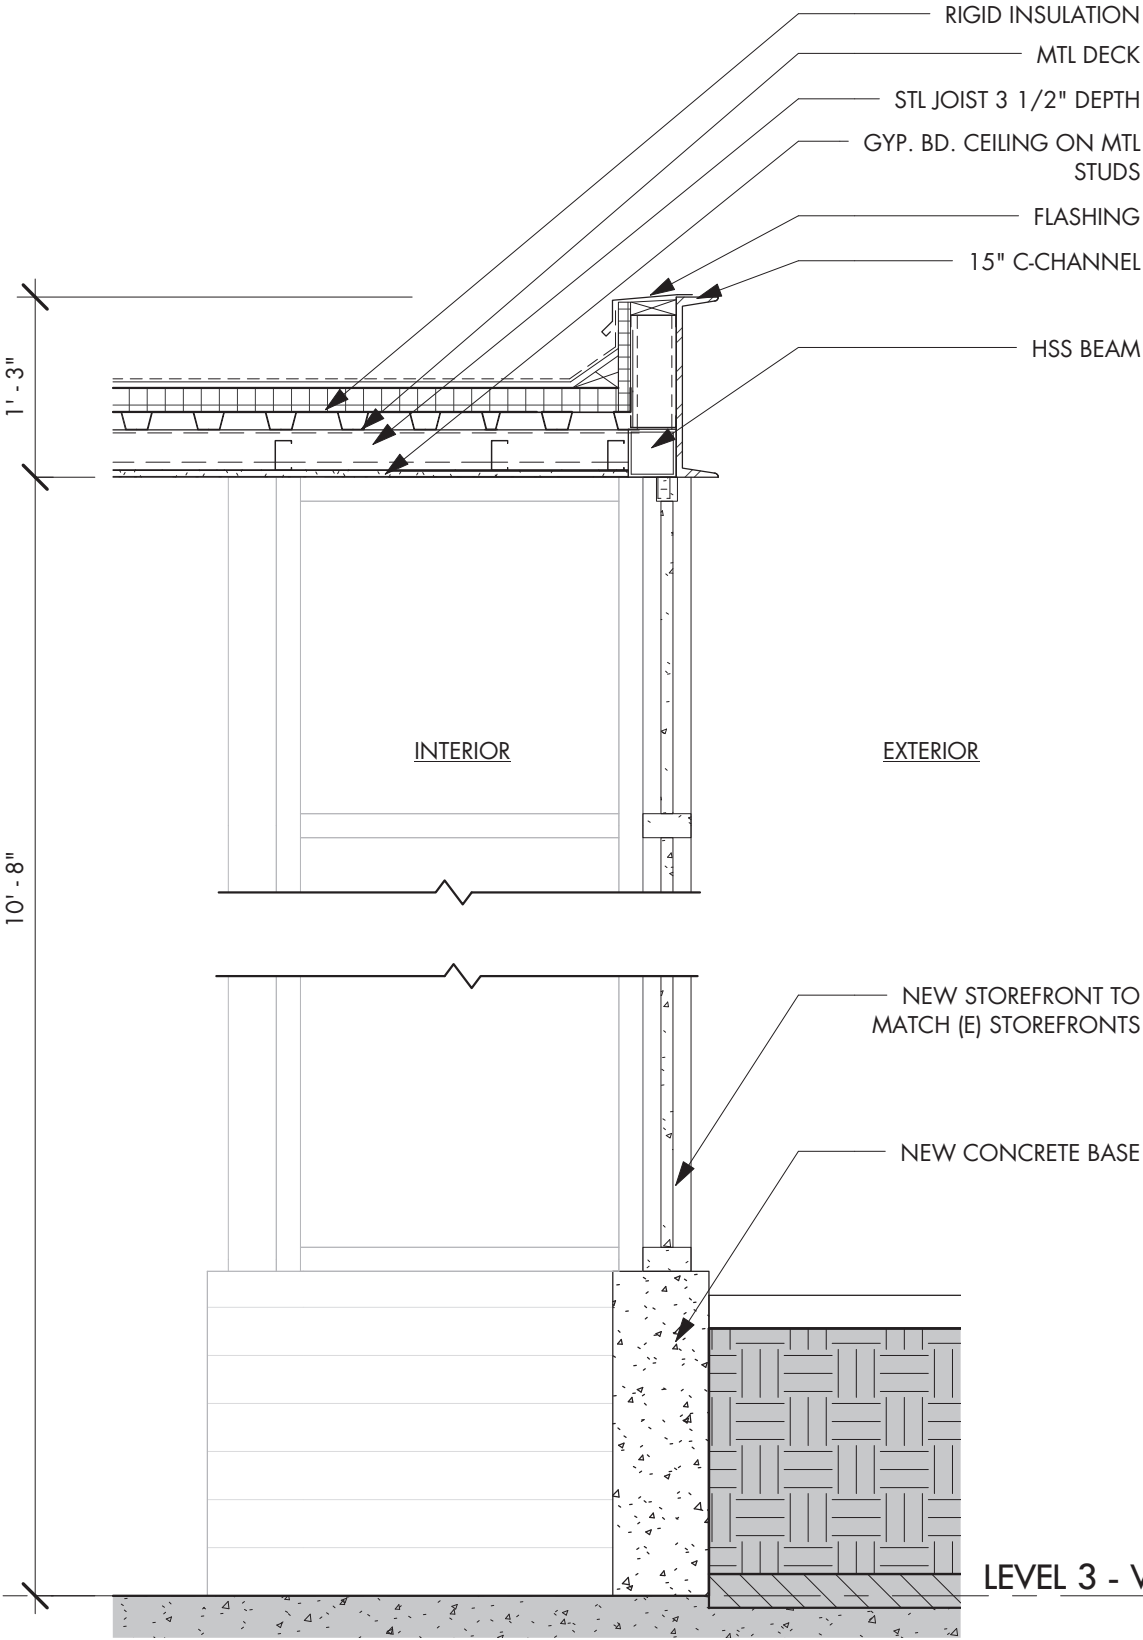 RIGID INSULATION
MTL DECK
STL JOIST 3 1/2" DEPTH
GYP. BD. CEILING ON MTL
STUDS
FLASHING
15" C-CHANNEL
HSS BEAM
1' - 3"
INTERIOR
EXTERIOR
10' - 8"
NEW STOREFRONT TO
MATCH (E) STOREFRONTS
NEW CONCRETE BASE
LEVEL 3 -